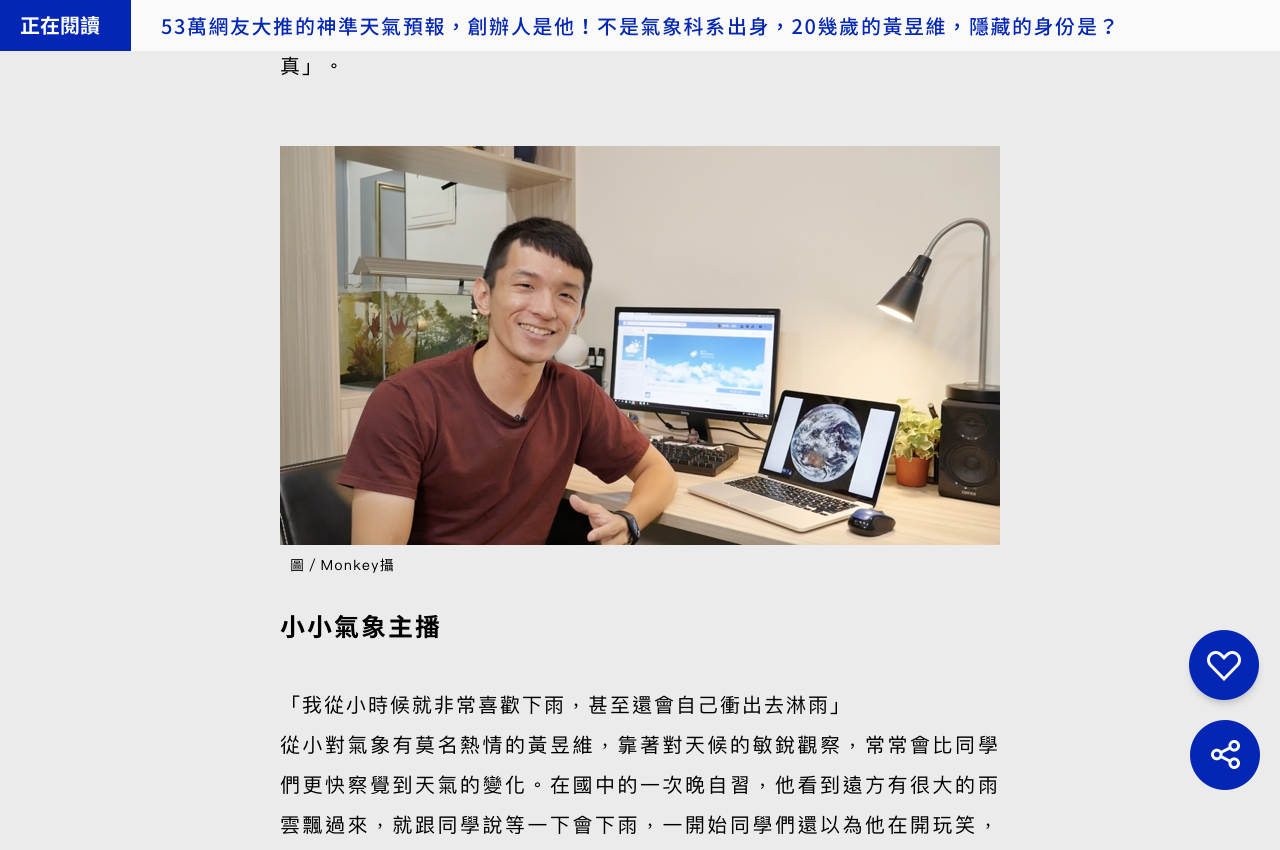 正在閱讀
53萬網友大推的神準天氣預報，創辦人是他！不是氣象科系出身，20幾歲的黃昱維，隱藏的身份是？
真」。
圖 / Monkey攝
小小氣象主播
「我從小時候就非常喜歡下雨，甚至還會自己衝出去淋雨」
從小對氣象有莫名熱情的黃昱維，靠著對天候的敏銳觀察，常常會比同學
們更快察覺到天氣的變化。在國中的一次晚自習，他看到遠方有很大的雨
雲飄過來，就跟同學說等一下會下雨，一開始同學們還以為他在開玩笑，